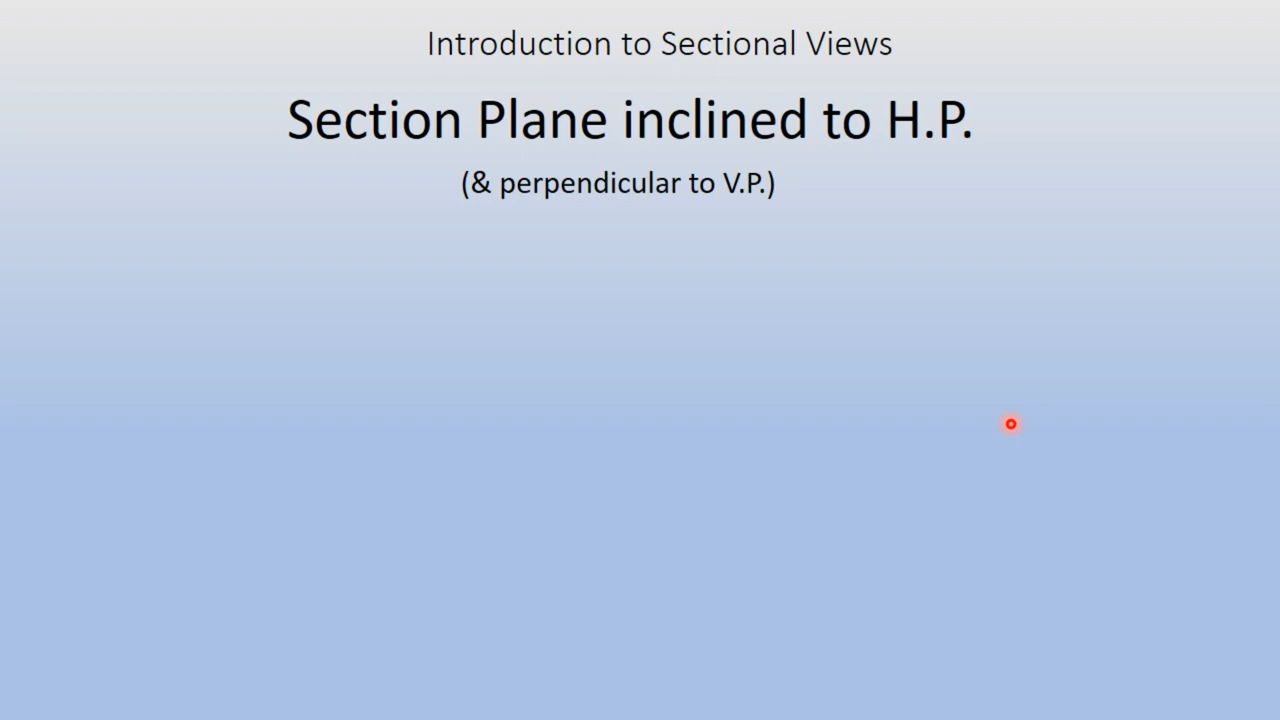 Introduction to Sectional Views
Section Plane inclined to H.P.
(& perpendicular to V.P.)